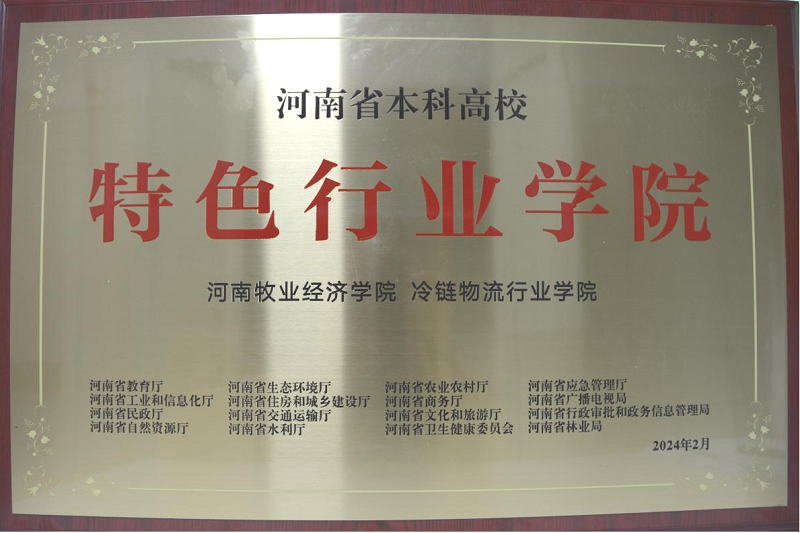 河南省本科高校
特色行业学院
河南牧业经济学院 冷链物流行业学院
河南省教育厅 河南省生态环境厅 河南省农业农村厅 河南省应急管理厅
河南省工业和信息化厅 河南省住房和城乡建设厅 河南省商务厅 河南省广播电视局
河南省民政厅 河南省交通运输厅 河南省文化和旅游厅 河南省行政审批和政务信息管理局
河南省自然资源厅 河南省水利厅 河南省卫生健康委员会 河南省林业局
2024年2月